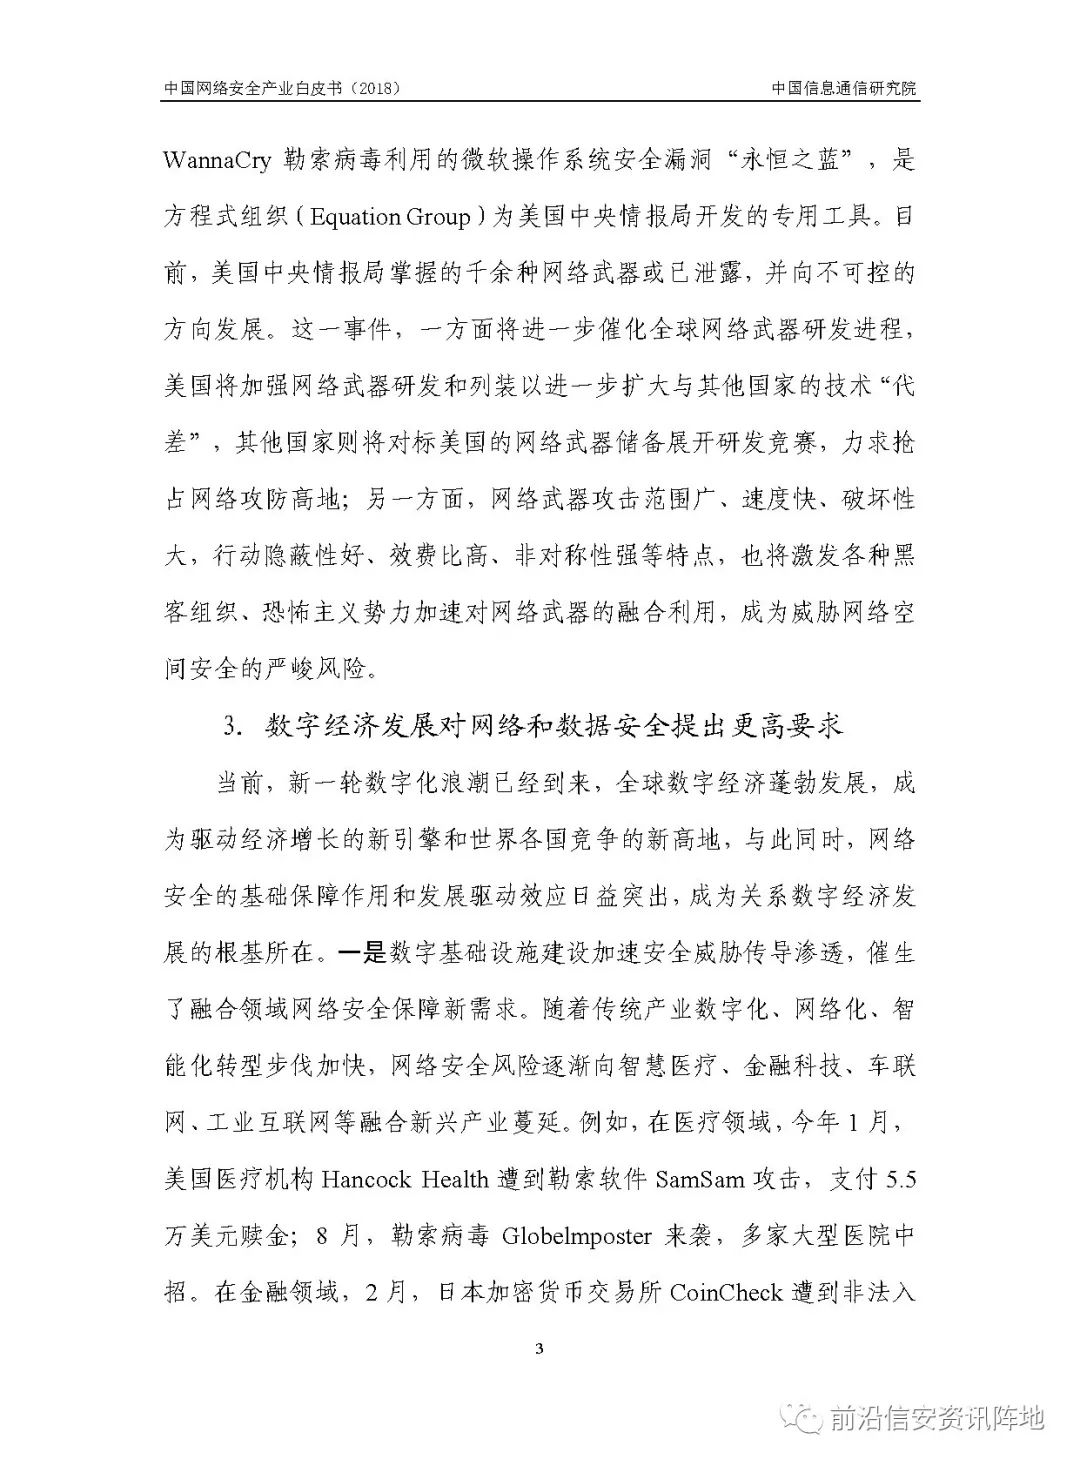 中国网络安全产业白皮书（2018）
中国信息通信研究院
WannaCry 勒索病毒利用的微软操作系统安全漏洞“永恒之蓝”，是
方程式组织（Equation Group）为美国中央情报局开发的专用工具。目
前，美国中央情报局掌握的千余种网络武器或已泄露，并向不可控的
方向发展。这一事件，一方面将进一步催化全球网络武器研发进程，
美国将加强网络武器研发和列装以进一步扩大与其他国家的技术“代
差”，其他国家则将对标美国的网络武器储备展开研发竞赛，力求抢
占网络攻防高地；另一方面，网络武器攻击范围广、速度快、破坏性
大，行动隐蔽性好、效费比高、非对称性强等特点，也将激发各种黑
客组织、恐怖主义势力加速对网络武器的融合利用，成为威胁网络空
间安全的严峻风险。
3. 数字经济发展对网络和数据安全提出更高要求
当前，新一轮数字化浪潮已经到来，全球数字经济蓬勃发展，成
为驱动经济增长的新引擎和世界各国竞争的新高地，与此同时，网络
安全的基础保障作用和发展驱动效应日益突出，成为关系数字经济发
展的根基所在。一是数字基础设施建设加速安全威胁传导渗透，催生
了融合领域网络安全保障新需求。随着传统产业数字化、网络化、智
能化转型步伐加快，网络安全风险逐渐向智慧医疗、金融科技、车联
网、工业互联网等融合新兴产业蔓延。例如，在医疗领域，今年 1 月，
美国医疗机构 Hancock Health 遭到勒索软件 SamSam 攻击，支付 5.5
万美元赎金；8 月，勒索病毒 Globelmposter 来袭，多家大型医院中
招。在金融领域，2 月，日本加密货币交易所 CoinCheck 遭到非法入
3
前沿信安资讯阵地